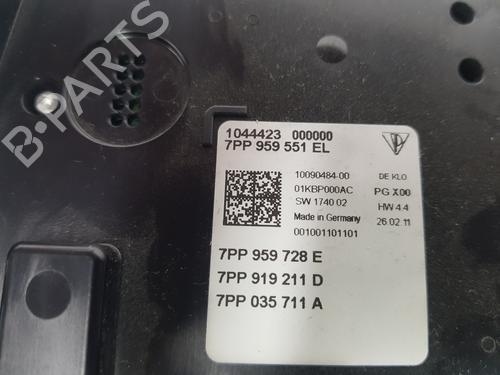 1044423 000000
7PP 959 551 EL
10090484-00 DE KLO
01KBP000AC PG X00
SW 1740 02 HW 4.4
Made in Germany 26.02.11
001001101101
7PP 959 728 E
7PP 919 211 D
7PP 035 711 A
B-PARTS